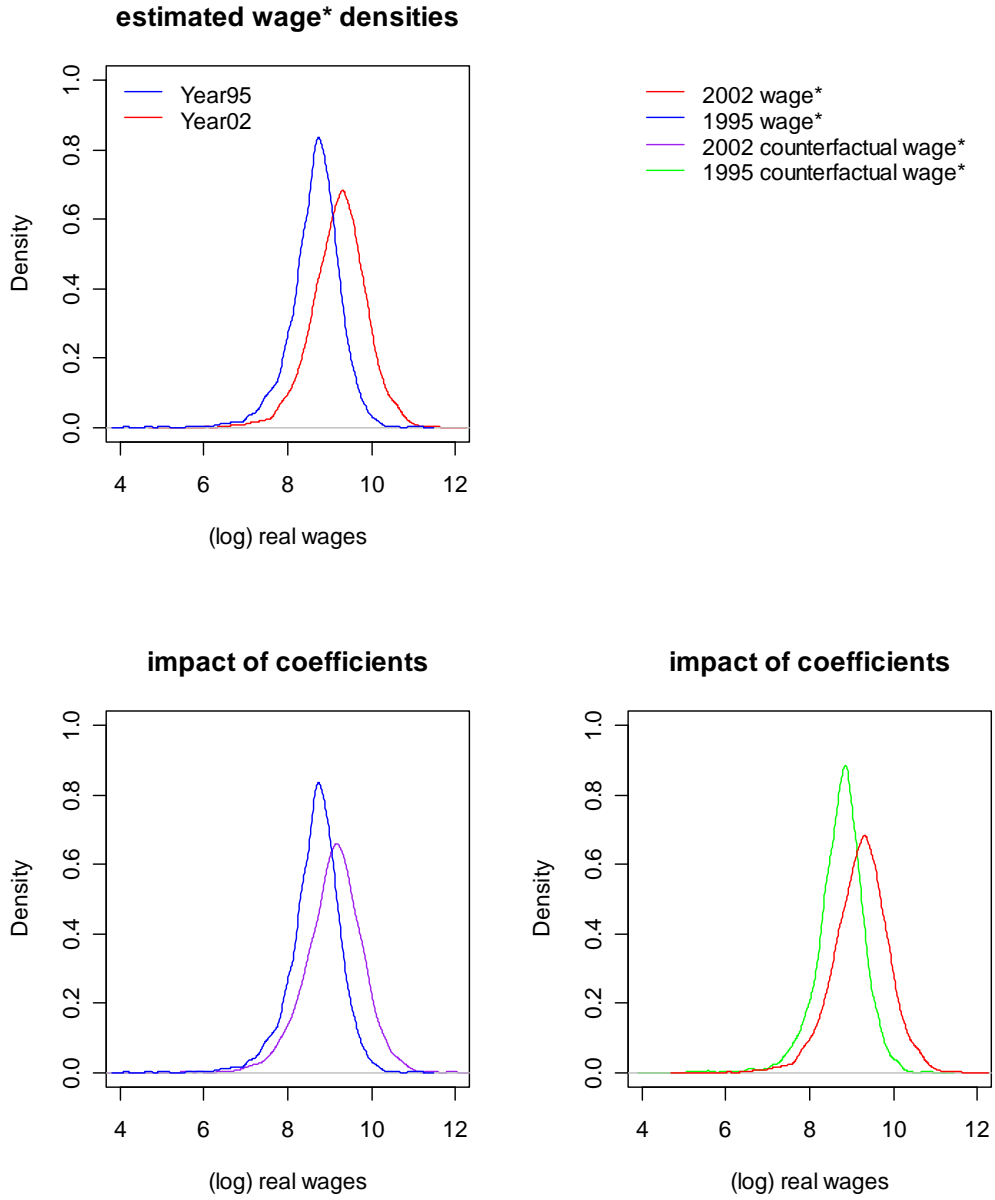 estimated wage* densities
Year95
Year02
1.0
0.8
0.6
0.4
0.2
0.0
Density
4 6 8 10 12
(log) real wages
2002 wage*
1995 wage*
2002 counterfactual wage*
1995 counterfactual wage*
impact of coefficients
1.0
0.8
0.6
0.4
0.2
0.0
Density
4 6 8 10 12
(log) real wages
impact of coefficients
1.0
0.8
0.6
0.4
0.2
0.0
Density
4 6 8 10 12
(log) real wages